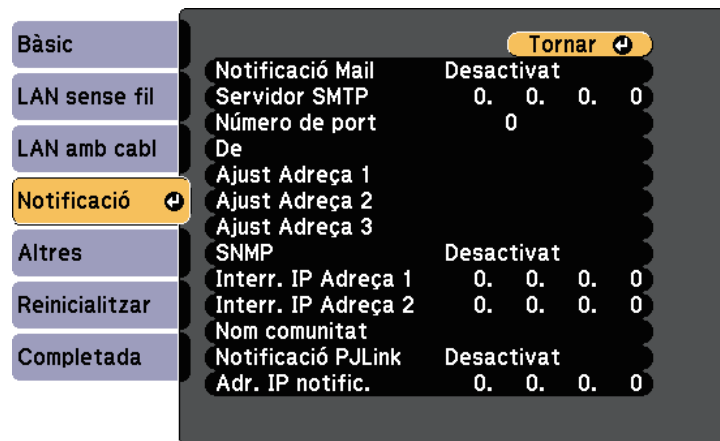 Bàsic
LAN sense fil
LAN amb cabl
Notificació
Altres
Reinicialitzar
Completada
Tornar
Notificació Mail Desactivat
Servidor SMTP 0. 0. 0. 0
Número de port 0
De
Ajust Adreça 1
Ajust Adreça 2
Ajust Adreça 3
SNMP Desactivat
Interr. IP Adreça 1 0. 0. 0. 0
Interr. IP Adreça 2 0. 0. 0. 0
Nom comunitat
Notificació PJLink Desactivat
Adr. IP notific. 0. 0. 0. 0